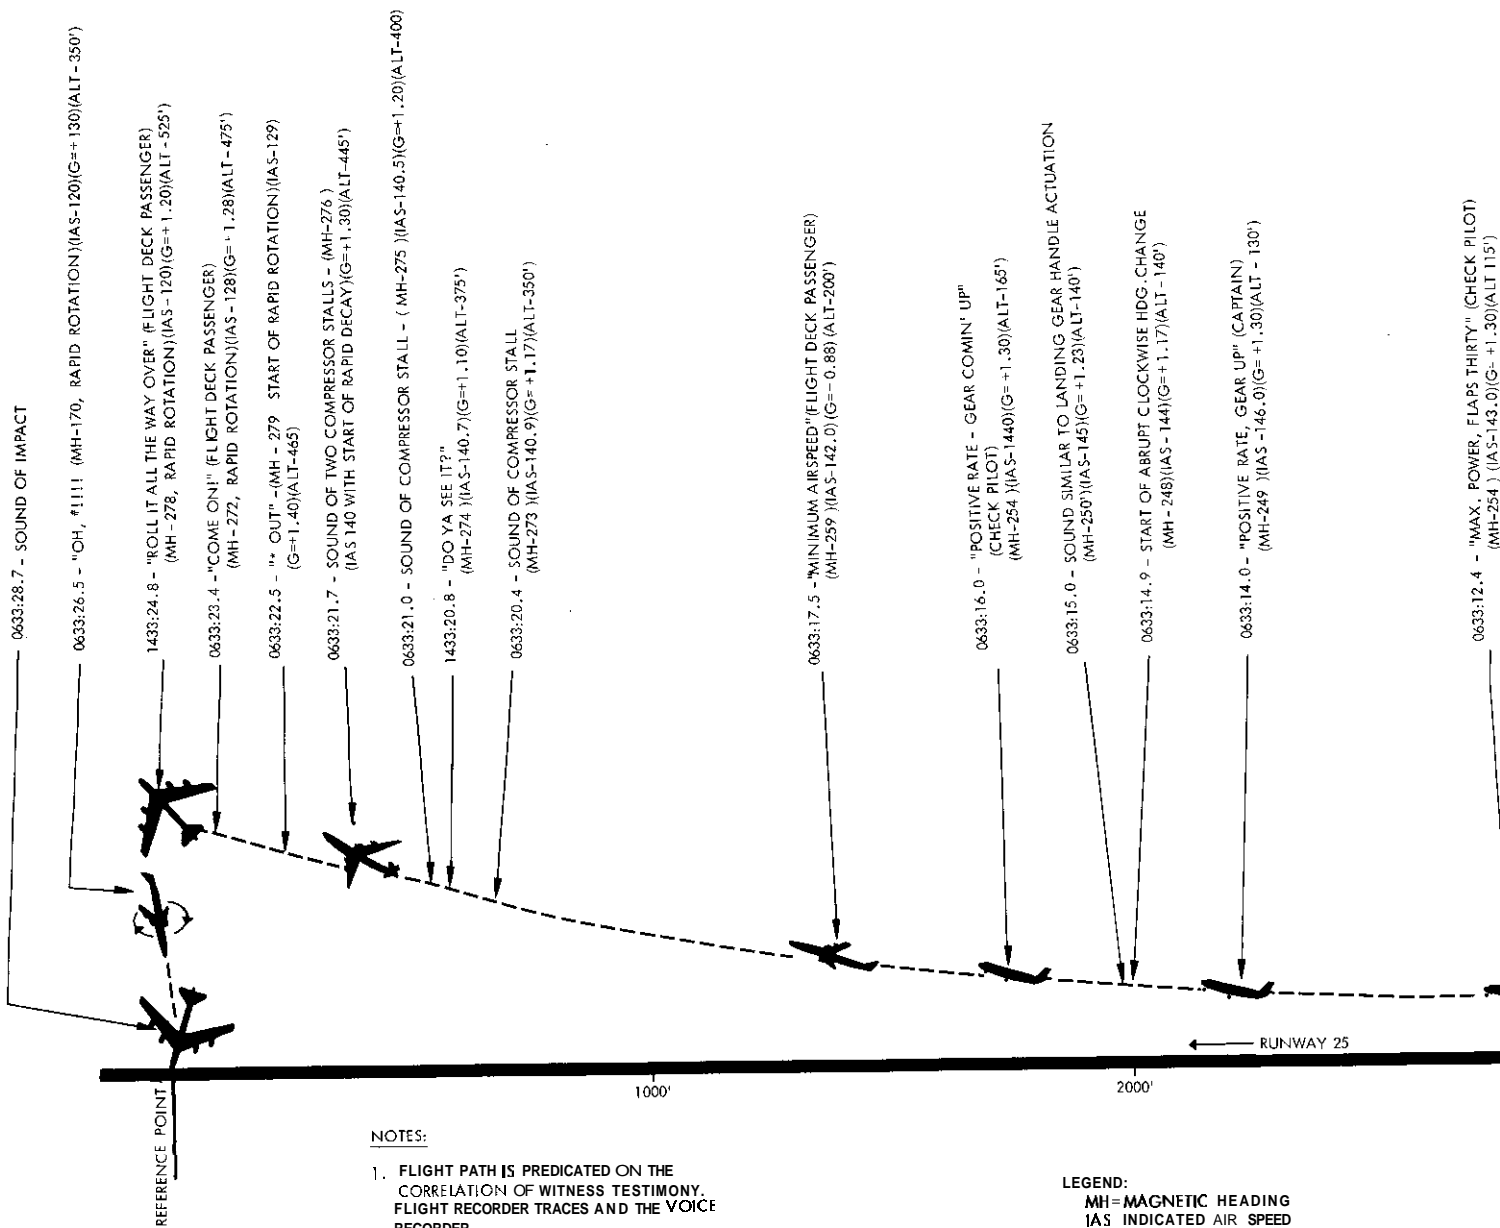 0633:28.7 - SOUND OF IMPACT
0633:26.5 - "OH, *!!!! (MH-170, RAPID ROTATION)(IAS-120)(G=+130)(ALT-350')
1433:24.8 - "ROLL IT ALL THE WAY OVER" (FLIGHT DECK PASSENGER)
(MH-278, RAPID ROTATION)(IAS-120)(G=+1.20)(ALT-525')
0633:23.4 - "COME ON!" (FLIGHT DECK PASSENGER)
(MH-272, RAPID ROTATION)(IAS-128)(G=+1.28)(ALT-475')
0633:22.5 - "* OUT" -(MH - 279 START OF RAPID ROTATION)(IAS-129)
(G=+1.40)(ALT-465)
0633:21.7 - SOUND OF TWO COMPRESSOR STALLS - (MH-276 )
(IAS 140 WITH START OF RAPID DECAY)(G=+1.30)(ALT-445')
0633:21.0 - SOUND OF COMPRESSOR STALL - ( MH-275 )(IAS-140.5)(G=+1.20)(ALT-400)
1433:20.8 - "DO YA SEE IT?"
(MH-274 )(IAS-140.7)(G=+1.10)(ALT-375')
0633:20.4 - SOUND OF COMPRESSOR STALL
(MH-273 )(IAS-140.9)(G= +1.17)(ALT-350')
0633:17.5 - "MINIMUM AIRSPEED" (FLIGHT DECK PASSENGER)
(MH-259 )(IAS-142.0)(G=-0.88) (ALT-200')
0633:16.0 - "POSITIVE RATE - GEAR COMIN' UP"
(CHECK PILOT)
(MH-254 )(IAS-1440)(G= +1.30)(ALT-165')
0633:15.0 - SOUND SIMILAR TO LANDING GEAR HANDLE ACTUATION
(MH-250')(IAS-145)(G= +1.23)(ALT-140')
0633:14.9 - START OF ABRUPT CLOCKWISE HDG. CHANGE
(MH - 248)(IAS-144)(G=+1.17)(ALT - 140')
0633:14.0 - "POSITIVE RATE, GEAR UP" (CAPTAIN)
(MH-249 )(IAS -146.0)(G= +1.30)(ALT - 130')
0633:12.4 - "MAX. POWER, FLAPS THIRTY" (CHECK PILOT)
(MH-254 ) (IAS-143.0)(G- +1.30)(ALT 115')
RUNWAY 25
1000'
2000'
REFERENCE POINT
NOTES:
1. FLIGHT PATH IS PREDICATED ON THE
CORRELATION OF WITNESS TESTIMONY.
FLIGHT RECORDER TRACES AND THE VOICE
RECORDER
LEGEND:
MH=MAGNETIC HEADING
IAS INDICATED AIR SPEED